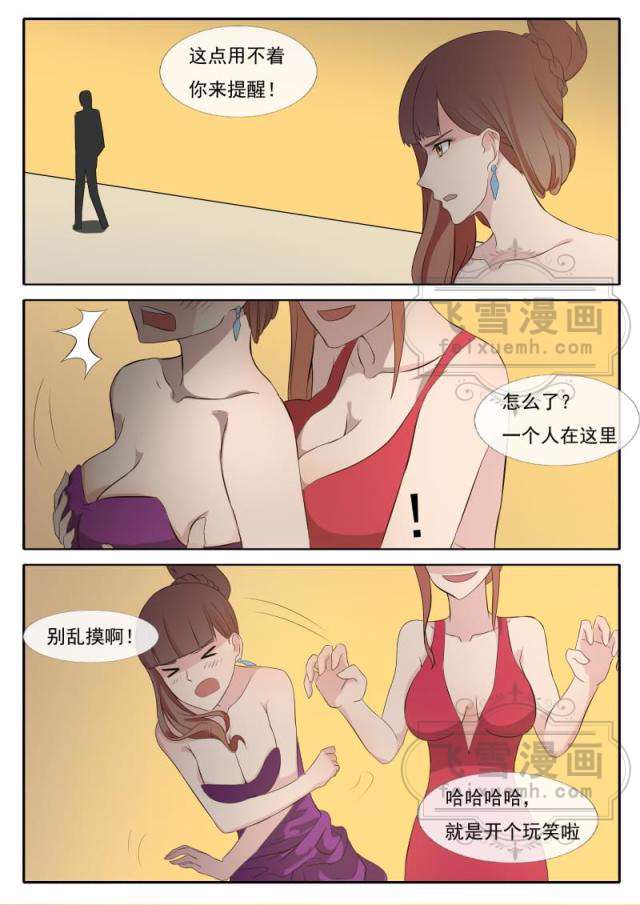 这点用不着
你来提醒！
飞雪漫画
feixuemh.com
怎么了？
一个人在这里
！
别乱摸啊！
飞雪漫画
feixuemh.com
哈哈哈哈，
就是开个玩笑啦